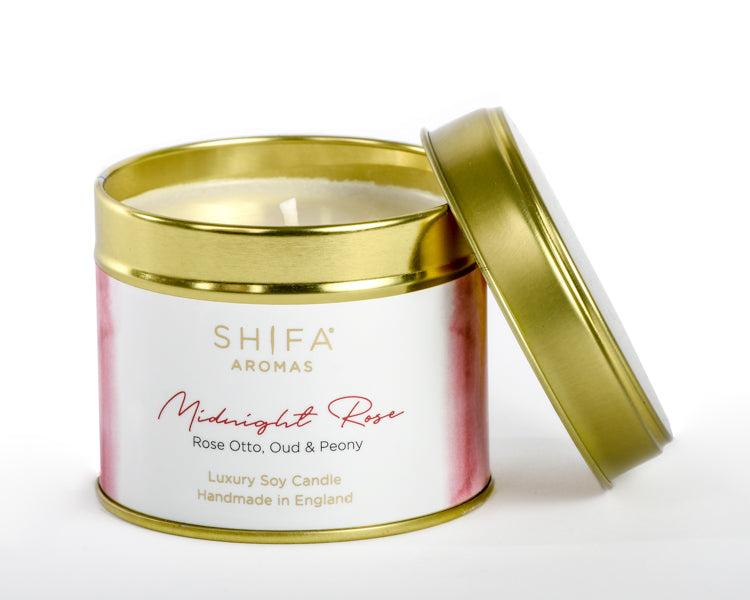 SHIFA®
AROMAS
Midnight Rose
Rose Otto, Oud & Peony
Luxury Soy Candle
Handmade in England